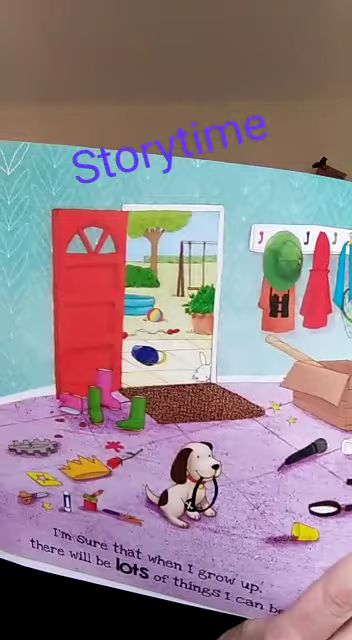 Storytime
J J J
I'm sure that when I grow up,
there will be lots of things I can be